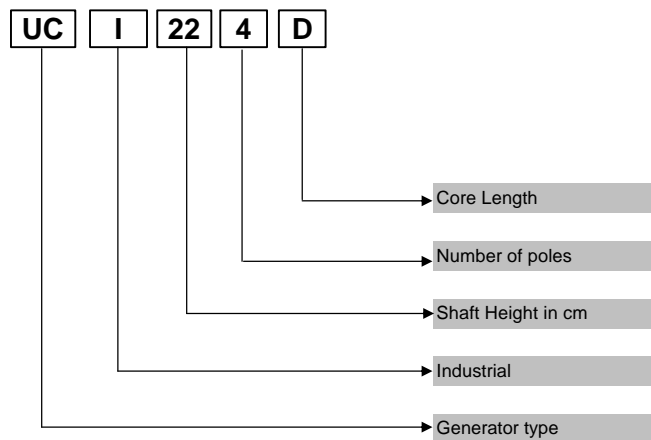 UC I 22 4 D
Core Length
Number of poles
Shaft Height in cm
Industrial
Generator type